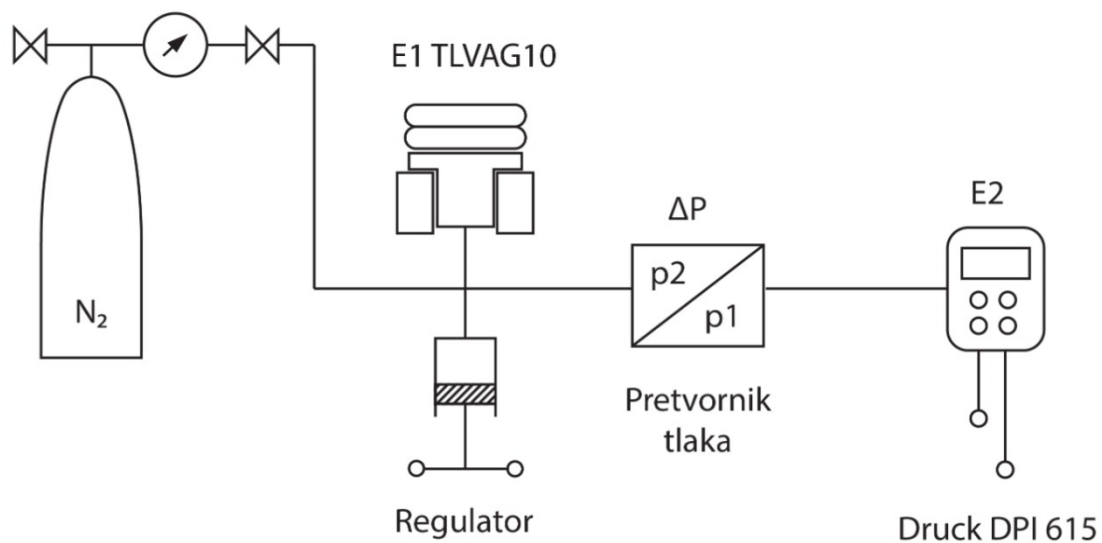 E1 TLVAG10
E2
ΔP
p2
p1
N₂
Pretvornik
tlaka
Regulator
Druck DPI 615